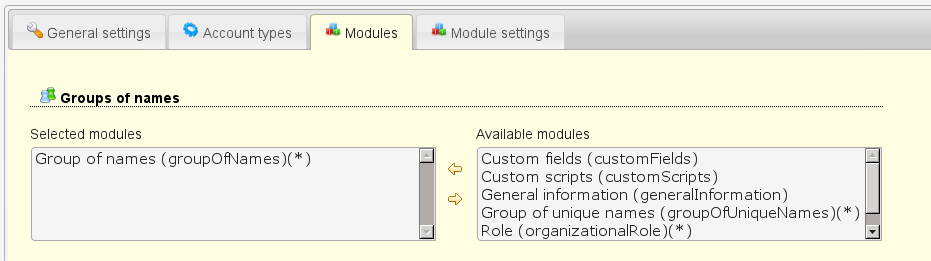 General settings
Account types
Modules
Module settings
Groups of names
Selected modules
Available modules
Group of names (groupOfNames)(*)
Custom fields (customFields)
Custom scripts (customScripts)
General information (generalInformation)
Group of unique names (groupOfUniqueNames)(*)
Role (organizationalRole)(*)